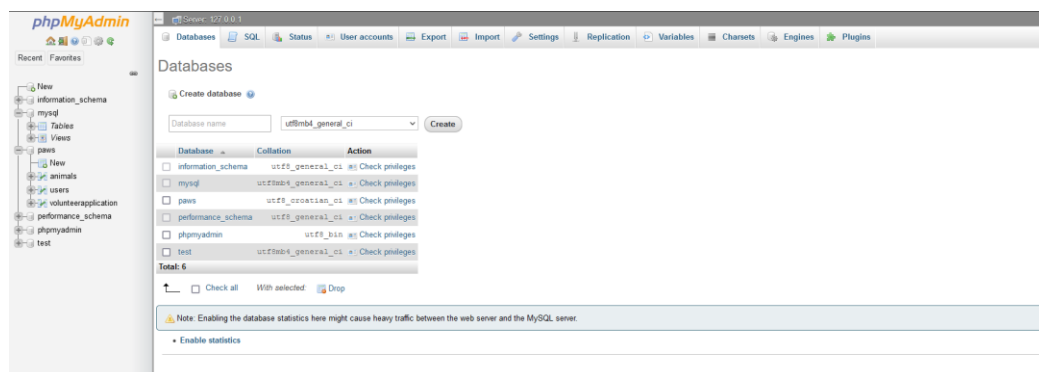 phpMyAdmin
Recent Favorites
New
information_schema
mysql
Tables
Views
paws
New
animals
users
volunteerapplication
performance_schema
phpmyadmin
test
Server: 127.0.0.1
Databases SQL Status User accounts Export Import Settings Replication Variables Charsets Engines Plugins
Databases
Create database
Database name utf8mb4_general_ci Create
Database Collation Action
information_schema utf8_general_ci Check privileges
mysql utf8mb4_general_ci Check privileges
paws utf8_croatian_ci Check privileges
performance_schema utf8_general_ci Check privileges
phpmyadmin utf8_bin Check privileges
test utf8mb4_general_ci Check privileges
Total: 6
Check all With selected: Drop
Note: Enabling the database statistics here might cause heavy traffic between the web server and the MySQL server.
• Enable statistics